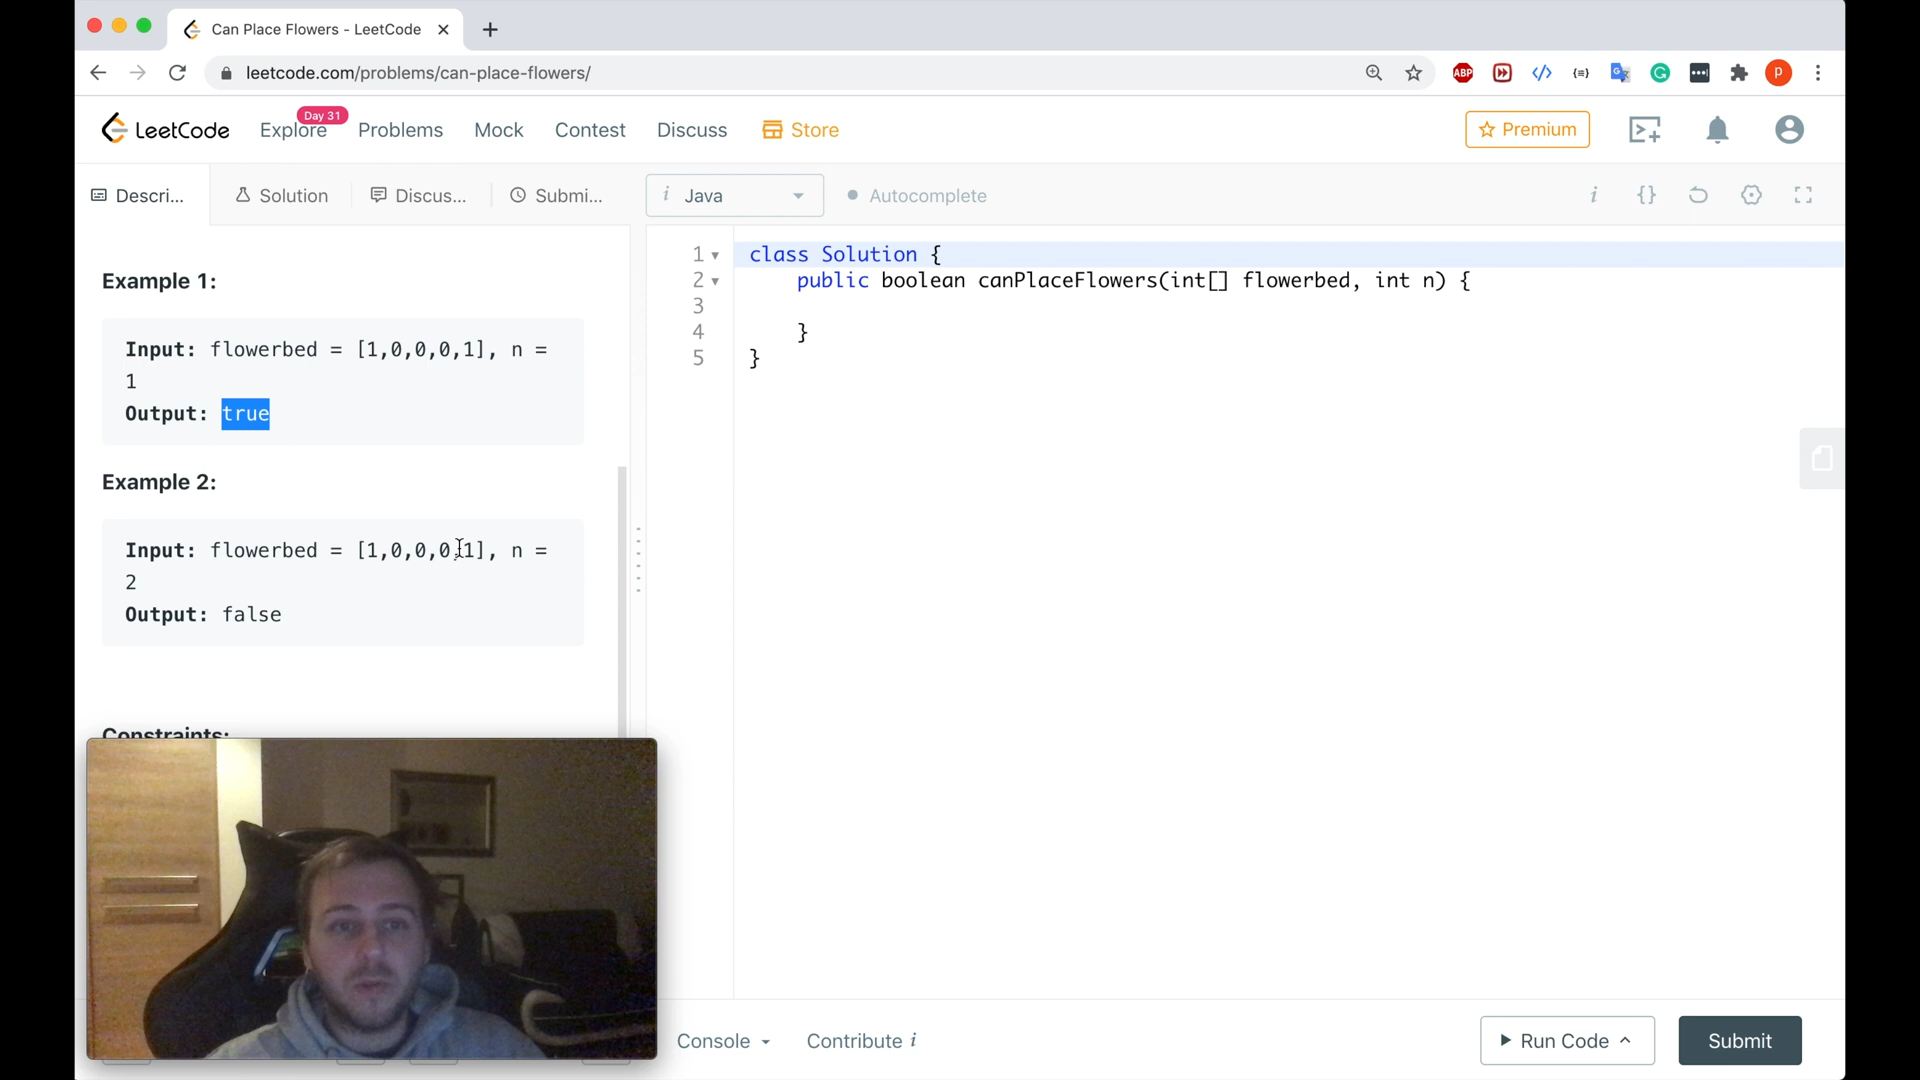 Can Place Flowers - LeetCode
leetcode.com/problems/can-place-flowers/
ABP
P
LeetCode
Explore
Day 31
Problems
Mock
Contest
Discuss
Store
Premium
Descri...
Solution
Discus...
Submi...
i Java
Autocomplete
i {}
Example 1:
Input: flowerbed = [1,0,0,0,1], n =
1
Output: true
Example 2:
Input: flowerbed = [1,0,0,0,1], n =
2
Output: false
Constraints:
1 class Solution {
2 public boolean canPlaceFlowers(int[] flowerbed, int n) {
3
4 }
5 }
Console
Contribute i
Run Code
Submit